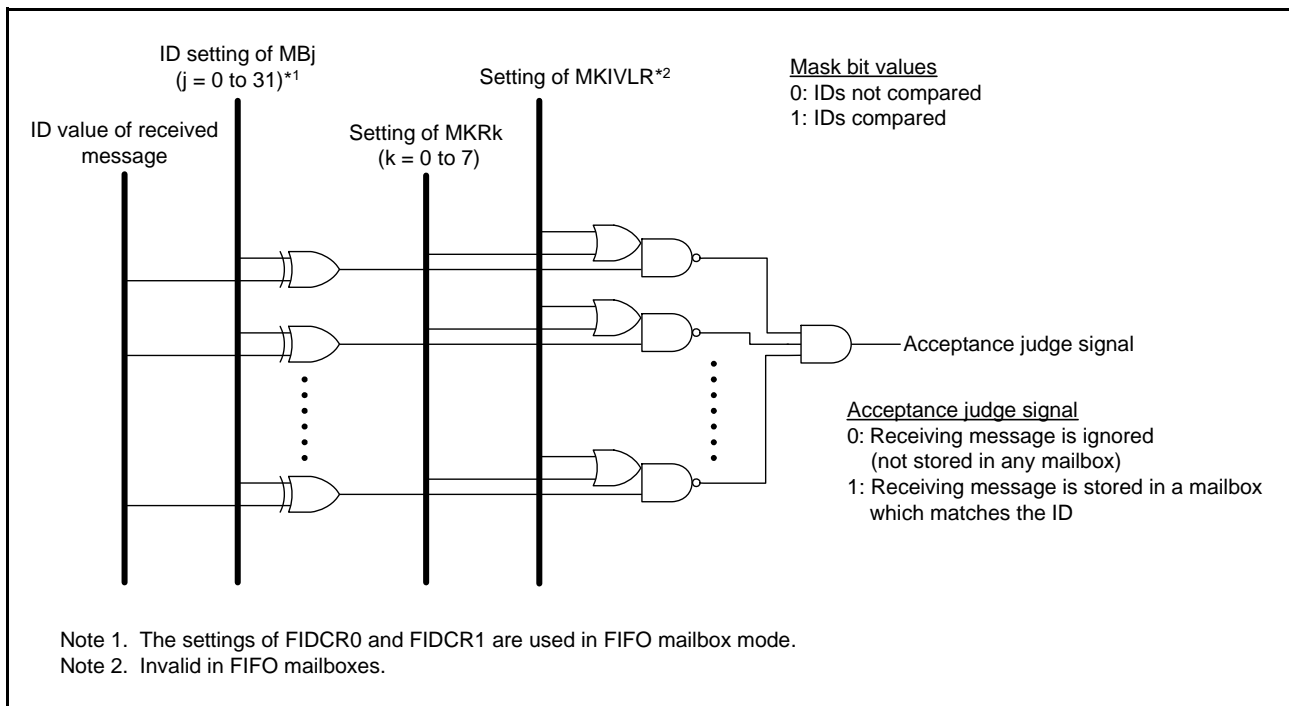 ID setting of MBj
(j = 0 to 31)*1
Setting of MKIVLR*2
Mask bit values
0: IDs not compared
1: IDs compared
ID value of received
message
Setting of MKRk
(k = 0 to 7)
Acceptance judge signal
Acceptance judge signal
0: Receiving message is ignored
(not stored in any mailbox)
1: Receiving message is stored in a mailbox
which matches the ID
Note 1. The settings of FIDCR0 and FIDCR1 are used in FIFO mailbox mode.
Note 2. Invalid in FIFO mailboxes.